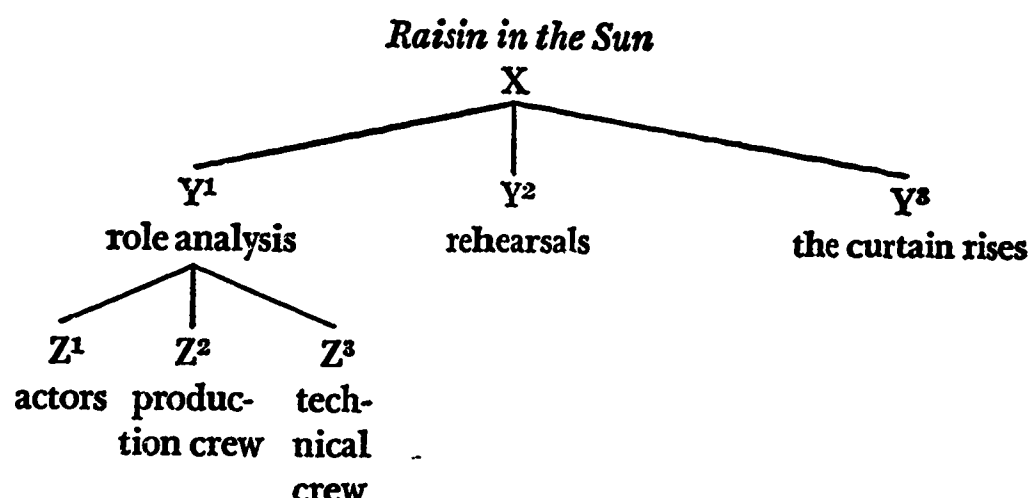 Raisin in the Sun
X
Y¹ Y² Y³
role analysis rehearsals the curtain rises
Z¹ Z² Z³
actors produc- tech-
tion crew nical
crew